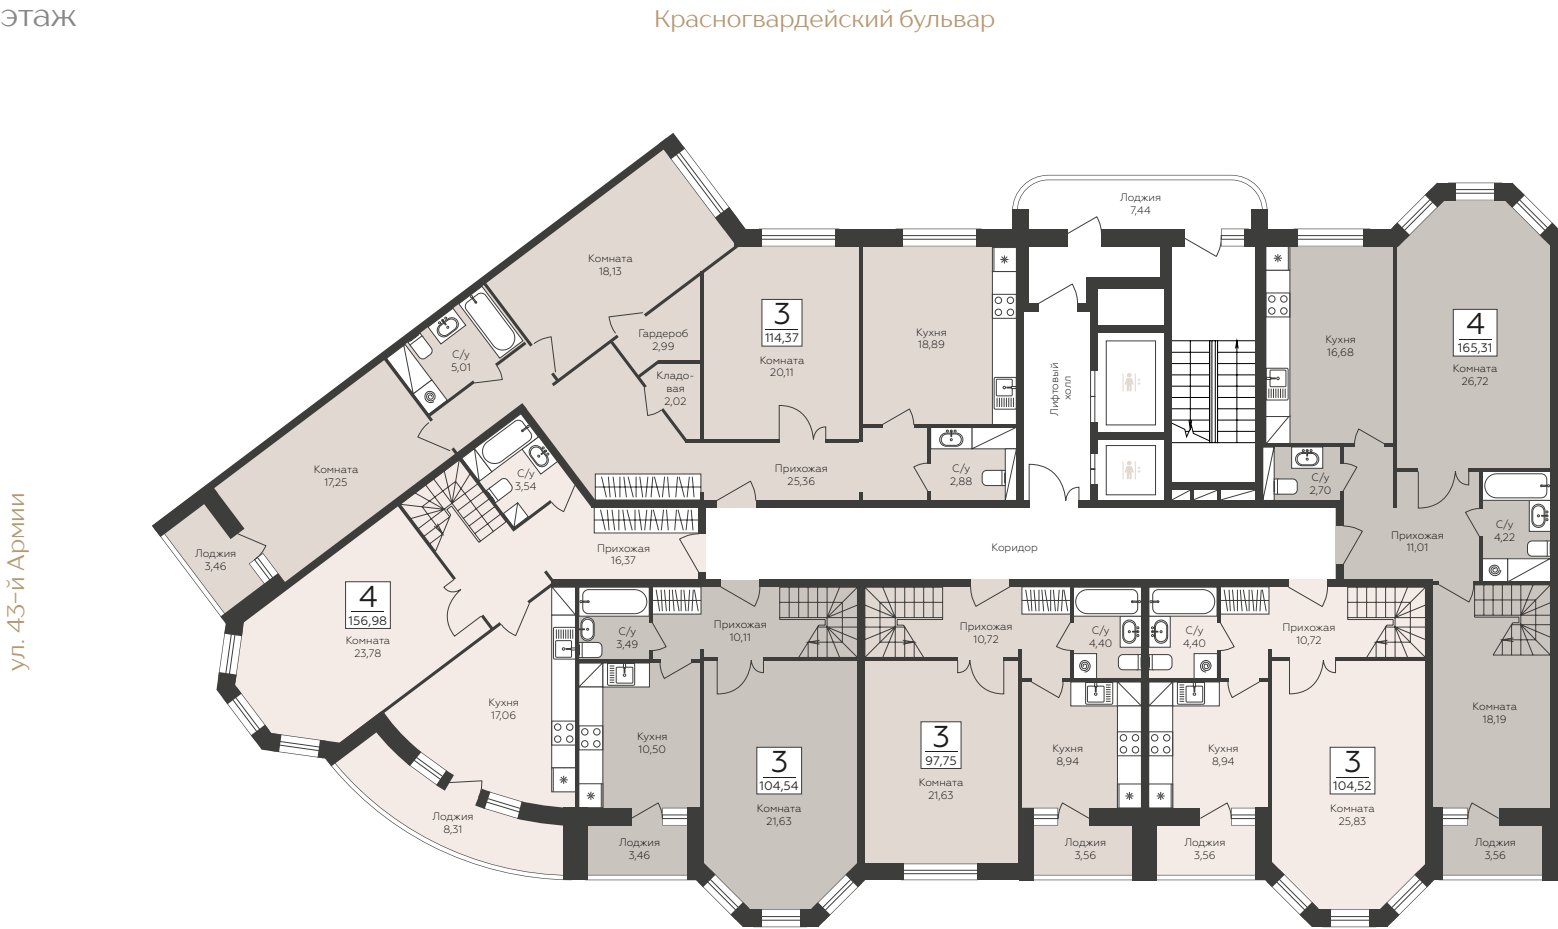 этаж
Красногвардейский бульвар
ул. 43-й Армии
Лоджия
7,44
Комната
18,13
Гардероб
2,99
Кладо-
вая
2,02
С/у
5,01
3
114,37
Комната
20,11
Кухня
18,89
Лифтовый
холл
Кухня
16,68
4
165,31
Комната
26,72
Комната
17,25
С/у
3,54
Прихожая
25,36
С/у
2,88
С/у
2,70
С/у
4,22
Прихожая
11,01
Лоджия
3,46
Прихожая
16,37
Коридор
4
156,98
Комната
23,78
С/у
3,49
Прихожая
10,11
Прихожая
10,72
С/у
4,40
С/у
4,40
Прихожая
10,72
Кухня
17,06
Кухня
10,50
3
104,54
Комната
21,63
3
97,75
Комната
21,63
Кухня
8,94
Кухня
8,94
3
104,52
Комната
25,83
Комната
18,19
Лоджия
8,31
Лоджия
3,46
Лоджия
3,56
Лоджия
3,56
Лоджия
3,56